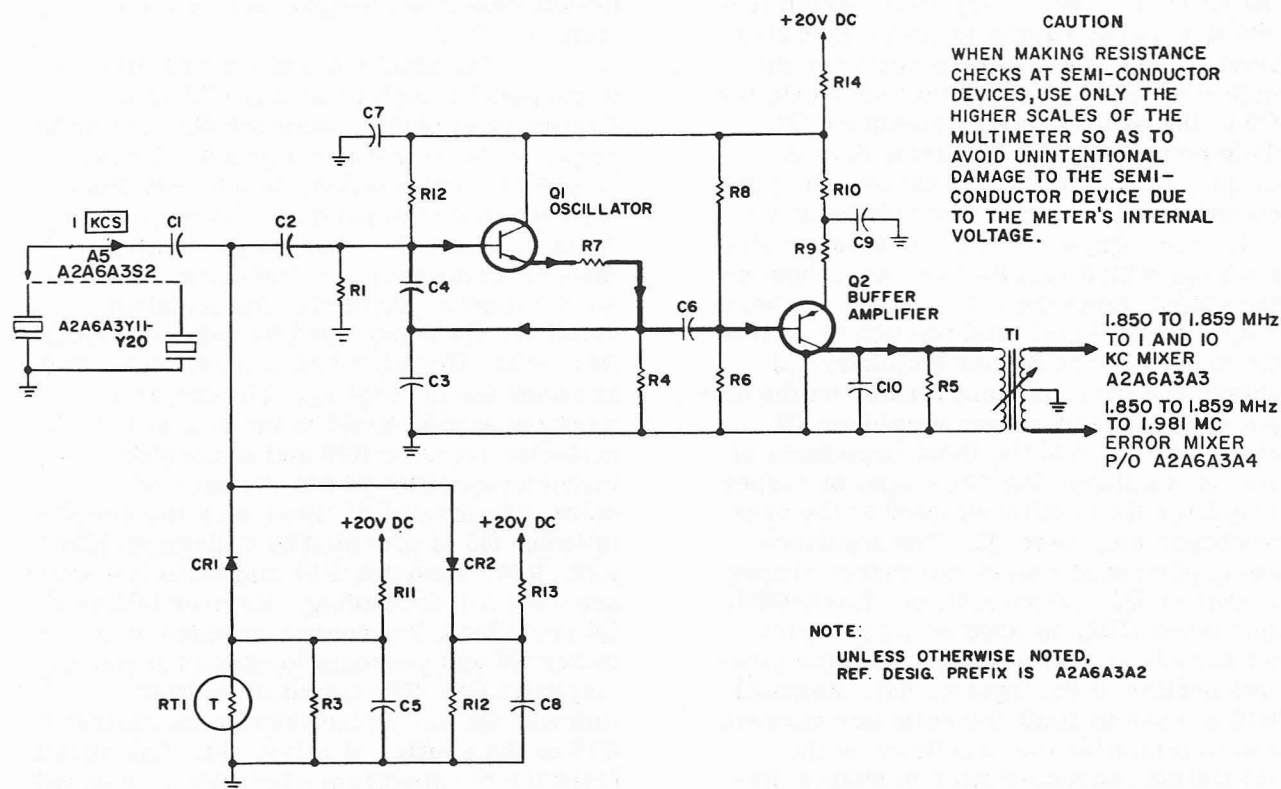 +20V DC
CAUTION
WHEN MAKING RESISTANCE
CHECKS AT SEMI-CONDUCTOR
DEVICES, USE ONLY THE
HIGHER SCALES OF THE
MULTIMETER SO AS TO
AVOID UNINTENTIONAL
DAMAGE TO THE SEMI-
CONDUCTOR DEVICE DUE
TO THE METER'S INTERNAL
VOLTAGE.
R14
C7
R12
Q1
OSCILLATOR
R8
R10
C9
R9
1 KCS
C1
C2
R7
A5
A2A6A3S2
R1
C4
C6
Q2
BUFFER
AMPLIFIER
A2A6A3Y11-
Y20
C3
R4
R6
C10
R5
T1
1.850 TO 1.859 MHz
TO 1 AND 10
KC MIXER
A2A6A3A3
1.850 TO 1.859 MHz
TO 1.981 MC
ERROR MIXER
P/O A2A6A3A4
+20V DC
+20V DC
CR1
R11
CR2
R13
RT1
T
R3
C5
R12
C8
NOTE:
UNLESS OTHERWISE NOTED,
REF. DESIG. PREFIX IS A2A6A3A2